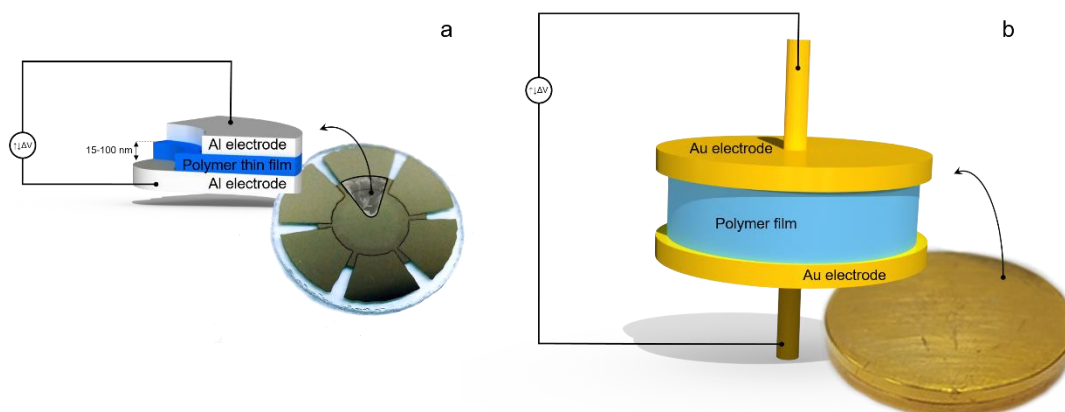 a
↑↓ΔV
15-100 nm
Al electrode
Polymer thin film
Al electrode
b
↑↓ΔV
Au electrode
Polymer film
Au electrode